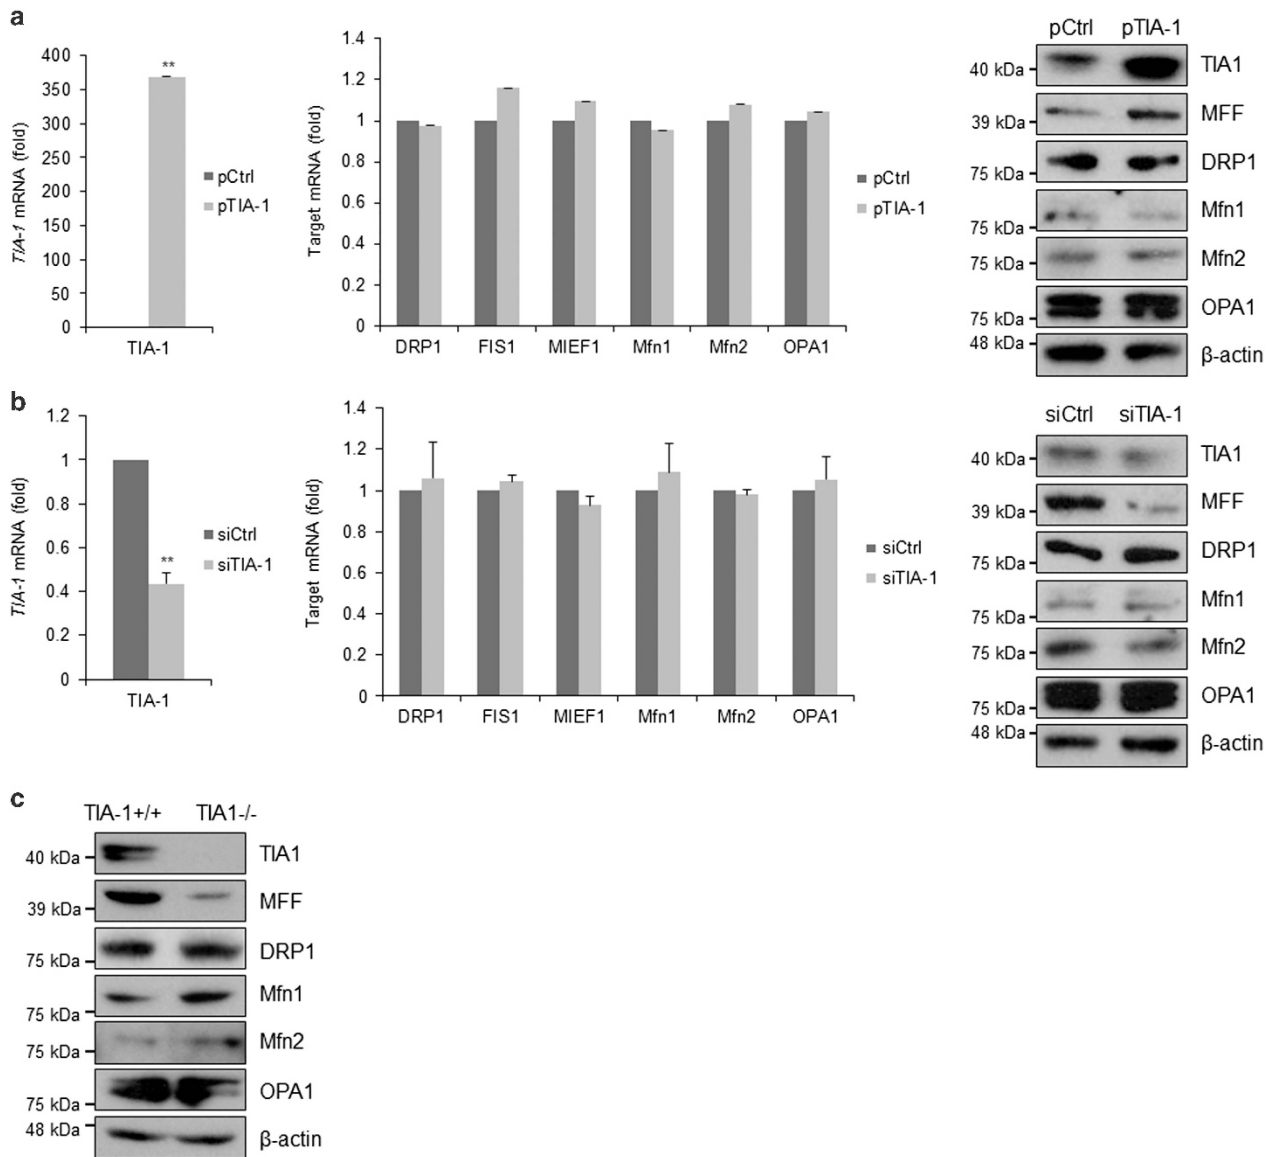 a
TIA-1 mRNA (fold)
400
350
300
250
200
150
100
50
0
**
TIA-1
pCtrl
pTIA-1
Target mRNA (fold)
1.4
1.2
1
0.8
0.6
0.4
0.2
0
DRP1 FIS1 MIEF1 Mfn1 Mfn2 OPA1
pCtrl
pTIA-1
pCtrl pTIA-1
40 kDa TIA1
39 kDa MFF
75 kDa DRP1
75 kDa Mfn1
75 kDa Mfn2
75 kDa OPA1
48 kDa β-actin
b
TIA-1 mRNA (fold)
1.2
1
0.8
0.6
0.4
0.2
0
**
TIA-1
siCtrl
siTIA-1
Target mRNA (fold)
1.4
1.2
1
0.8
0.6
0.4
0.2
0
DRP1 FIS1 MIEF1 Mfn1 Mfn2 OPA1
siCtrl
siTIA-1
siCtrl siTIA-1
40 kDa TIA1
39 kDa MFF
75 kDa DRP1
75 kDa Mfn1
75 kDa Mfn2
75 kDa OPA1
48 kDa β-actin
c
TIA-1+/+ TIA1-/-
40 kDa TIA1
39 kDa MFF
75 kDa DRP1
75 kDa Mfn1
75 kDa Mfn2
75 kDa OPA1
48 kDa β-actin